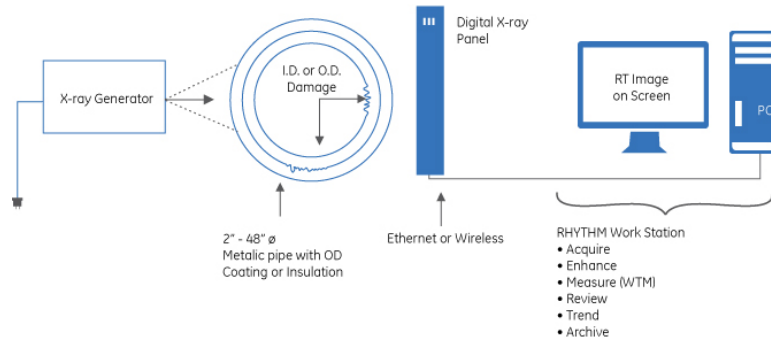 X-ray Generator
I.D. or O.D.
Damage
Digital X-ray
Panel
RT Image
on Screen
PC
2" - 48" ø
Metalic pipe with OD
Coating or Insulation
Ethernet or Wireless
RHYTHM Work Station
• Acquire
• Enhance
• Measure (WTM)
• Review
• Trend
• Archive